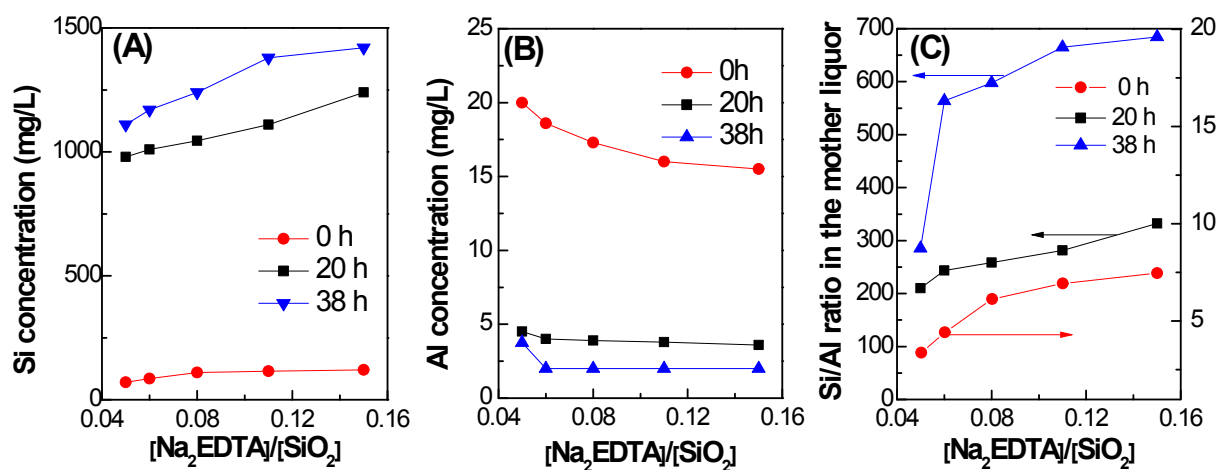 (A)
Si concentration (mg/L)
1500
1000
500
0
0 h
20 h
38 h
0.04
0.08
0.12
0.16
[Na₂EDTA]/[SiO₂]
(B)
Al concentration (mg/L)
25
20
15
10
5
0
0h
20h
38h
0.04
0.08
0.12
0.16
[Na₂EDTA]/[SiO₂]
(C)
Si/Al ratio in the mother liquor
700
600
500
400
300
200
100
0
0 h
20 h
38 h
20
15
10
5
0.04
0.08
0.12
0.16
[Na₂EDTA]/[SiO₂]